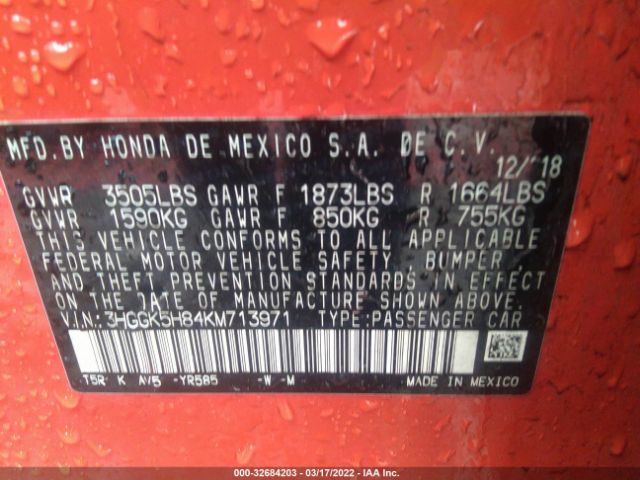 MFD. BY HONDA DE MEXICO S.A. DE C.V.
12/'18
GVWR 3505LBS GAWR F 1873LBS R 1664LBS
GVWR 1590KG GAWR F 850KG R 755KG
THIS VEHICLE CONFORMS TO ALL APPLICABLE
FEDERAL MOTOR VEHICLE SAFETY, BUMPER,
AND THEFT PREVENTION STANDARDS IN EFFECT
ON THE DATE OF MANUFACTURE SHOWN ABOVE.
V.I.N.:3HGGK5H84KM713971 TYPE:PASSENGER CAR
T5R K AV5 -YR585 -W -M MADE IN MEXICO
000-32684203 - 03/17/2022 - IAA Inc.